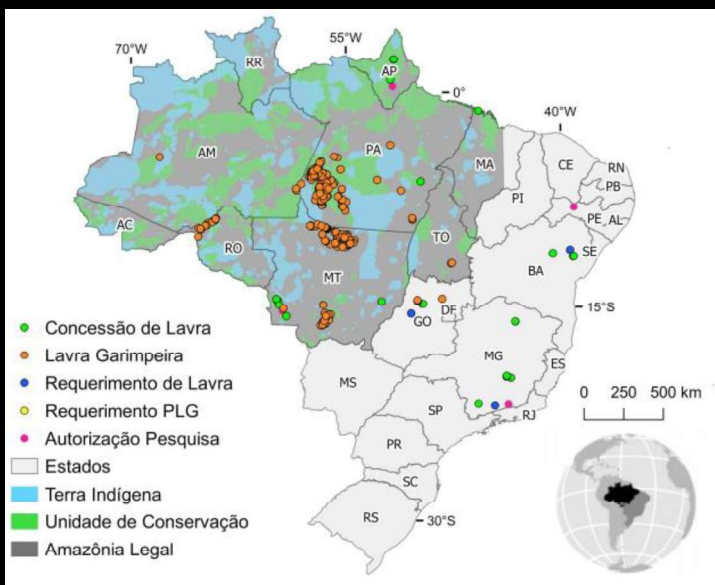 70°W
55°W
RR
AP
0°
40°W
AM
PA
MA
CE
RN
PB
PI
PE
AL
AC
RO
TO
SE
MT
BA
15°S
GO
DF
MG
ES
MS
SP
RJ
PR
SC
RS
30°S
0 250 500 km
Concessão de Lavra
Lavra Garimpeira
Requerimento de Lavra
Requerimento PLG
Autorização Pesquisa
Estados
Terra Indígena
Unidade de Conservação
Amazônia Legal